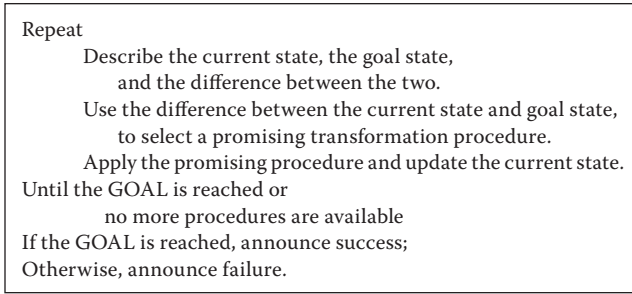 Repeat
Describe the current state, the goal state,
and the difference between the two.
Use the difference between the current state and goal state,
to select a promising transformation procedure.
Apply the promising procedure and update the current state.
Until the GOAL is reached or
no more procedures are available
If the GOAL is reached, announce success;
Otherwise, announce failure.